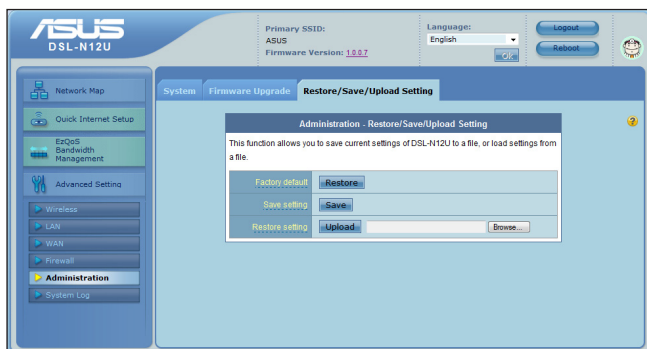 ASUS
DSL-N12U
Primary SSID:
ASUS
Firmware Version: 1.0.0.7
Language:
English
OK
Logout
Reboot
Network Map
Quick Internet Setup
EzQoS
Bandwidth
Management
Advanced Setting
Wireless
LAN
WAN
Firewall
Administration
System Log
System
Firmware Upgrade
Restore/Save/Upload Setting
Administration - Restore/Save/Upload Setting
This function allows you to save current settings of DSL-N12U to a file, or load settings from
a file.
Factory default
Restore
Save setting
Save
Restore setting
Upload
Browse...
?